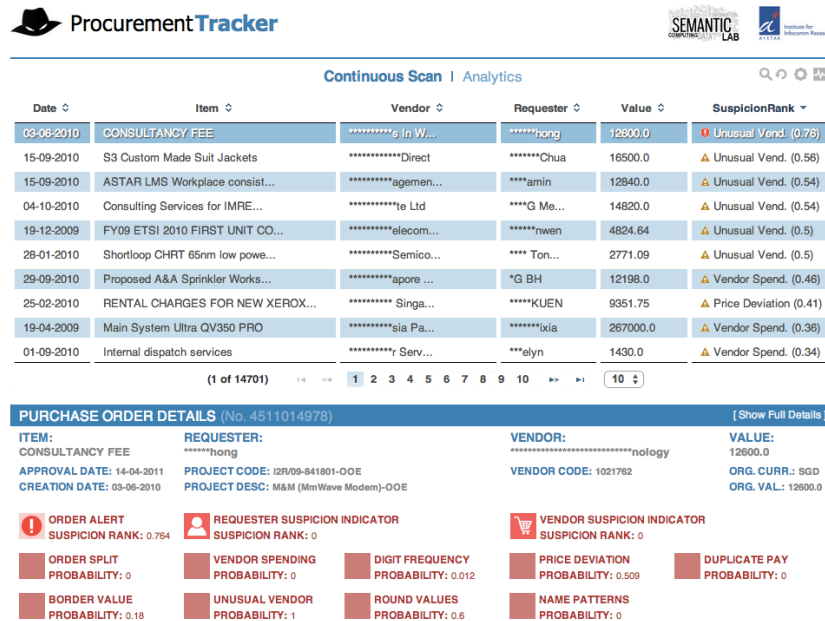 ProcurementTracker
SEMANTIC
COMPUTING LAB
Institute for
Infocomm Resea
Continuous Scan | Analytics
Date Item Vendor Requester Value SuspicionRank
03-06-2010 CONSULTANCY FEE **********s In W... ******hong 12600.0 Unusual Vend. (0.76)
15-09-2010 S3 Custom Made Suit Jackets ************Direct *******Chua 16500.0 Unusual Vend. (0.56)
15-09-2010 ASTAR LMS Workplace consist... **********agemen... ****amin 12840.0 Unusual Vend. (0.54)
04-10-2010 Consulting Services for IMRE... ***********te Ltd ****G Me... 14820.0 Unusual Vend. (0.54)
19-12-2009 FY09 ETSI 2010 FIRST UNIT CO... **********elecom... ******nwen 4824.64 Unusual Vend. (0.5)
28-01-2010 Shortloop CHRT 65nm low powe... **********Semico... **** Ton... 2771.09 Unusual Vend. (0.5)
29-09-2010 Proposed A&A Sprinkler Works... **********apore ... *G BH 12198.0 Vendor Spend. (0.46)
25-02-2010 RENTAL CHARGES FOR NEW XEROX... ********** Singa... *****KUEN 9351.75 Price Deviation (0.41)
19-04-2009 Main System Ultra QV350 PRO **********sia Pa... *******ixia 267000.0 Vendor Spend. (0.36)
01-09-2010 Internal dispatch services **********r Serv... ***elyn 1430.0 Vendor Spend. (0.34)
(1 of 14701) 1 2 3 4 5 6 7 8 9 10 10
PURCHASE ORDER DETAILS (No. 4511014978) [ Show Full Details ]
ITEM: REQUESTER: VENDOR: VALUE:
CONSULTANCY FEE ******hong ****************************nology 12600.0
APPROVAL DATE: 14-04-2011 PROJECT CODE: I2R/09-841801-OOE VENDOR CODE: 1021762 ORG. CURR.: SGD
CREATION DATE: 03-06-2010 PROJECT DESC: M&M (MmWave Modem)-OOE ORG. VAL.: 12600.0
ORDER ALERT REQUESTER SUSPICION INDICATOR VENDOR SUSPICION INDICATOR
SUSPICION RANK: 0.764 SUSPICION RANK: 0 SUSPICION RANK: 0
ORDER SPLIT VENDOR SPENDING DIGIT FREQUENCY PRICE DEVIATION DUPLICATE PAY
PROBABILITY: 0 PROBABILITY: 0 PROBABILITY: 0.012 PROBABILITY: 0.509 PROBABILITY: 0
BORDER VALUE UNUSUAL VENDOR ROUND VALUES NAME PATTERNS
PROBABILITY: 0.18 PROBABILITY: 1 PROBABILITY: 0.6 PROBABILITY: 0